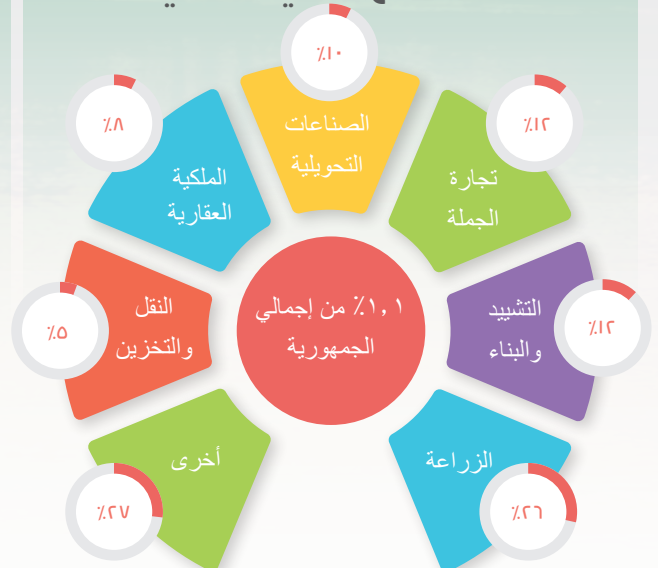 ٪١٠
الصناعات
التحويلية
٪١٢
تجارة
الجملة
٪١٢
التشييد
والبناء
٪٢٦
الزراعة
٪٢٧
أخرى
٪٥
النقل
والتخزين
٪٨
الملكية
العقارية
١,١٪ من إجمالي
الجمهورية